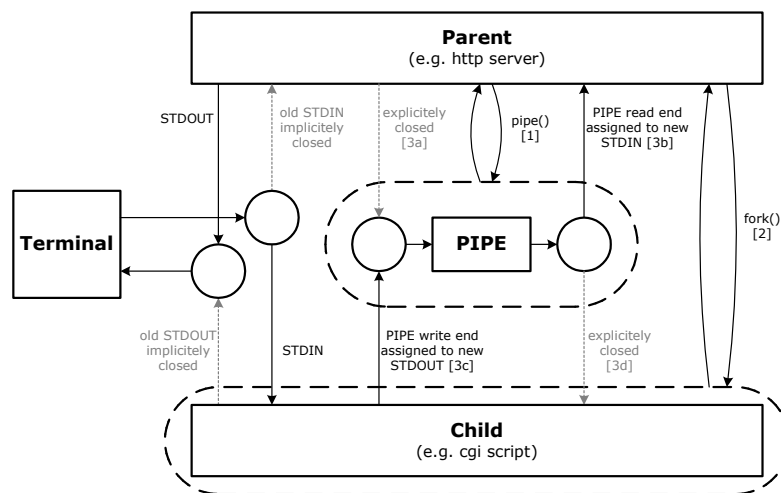 Parent
(e.g. http server)
STDOUT
old STDIN
implicitely
closed
explicitely
closed
[3a]
pipe()
[1]
PIPE read end
assigned to new
STDIN [3b]
fork()
[2]
Terminal
PIPE
old STDOUT
implicitely
closed
STDIN
PIPE write end
assigned to new
STDOUT [3c]
explicitely
closed
[3d]
Child
(e.g. cgi script)